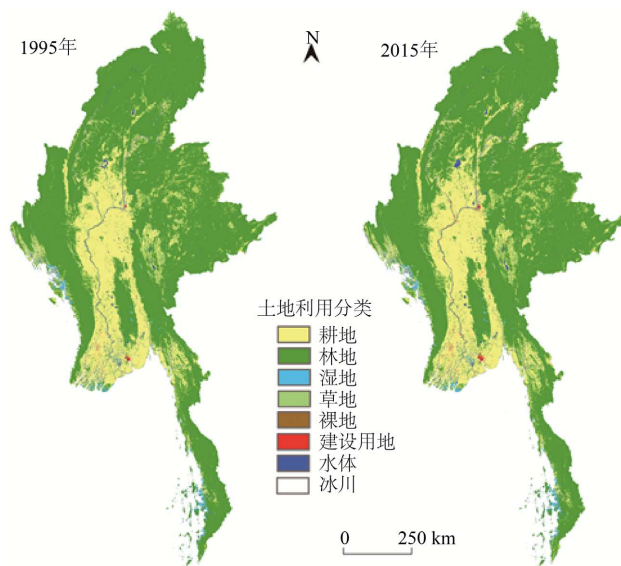 1995年
N
2015年
土地利用分类
耕地
林地
湿地
草地
裸地
建设用地
水体
冰川
0 250 km